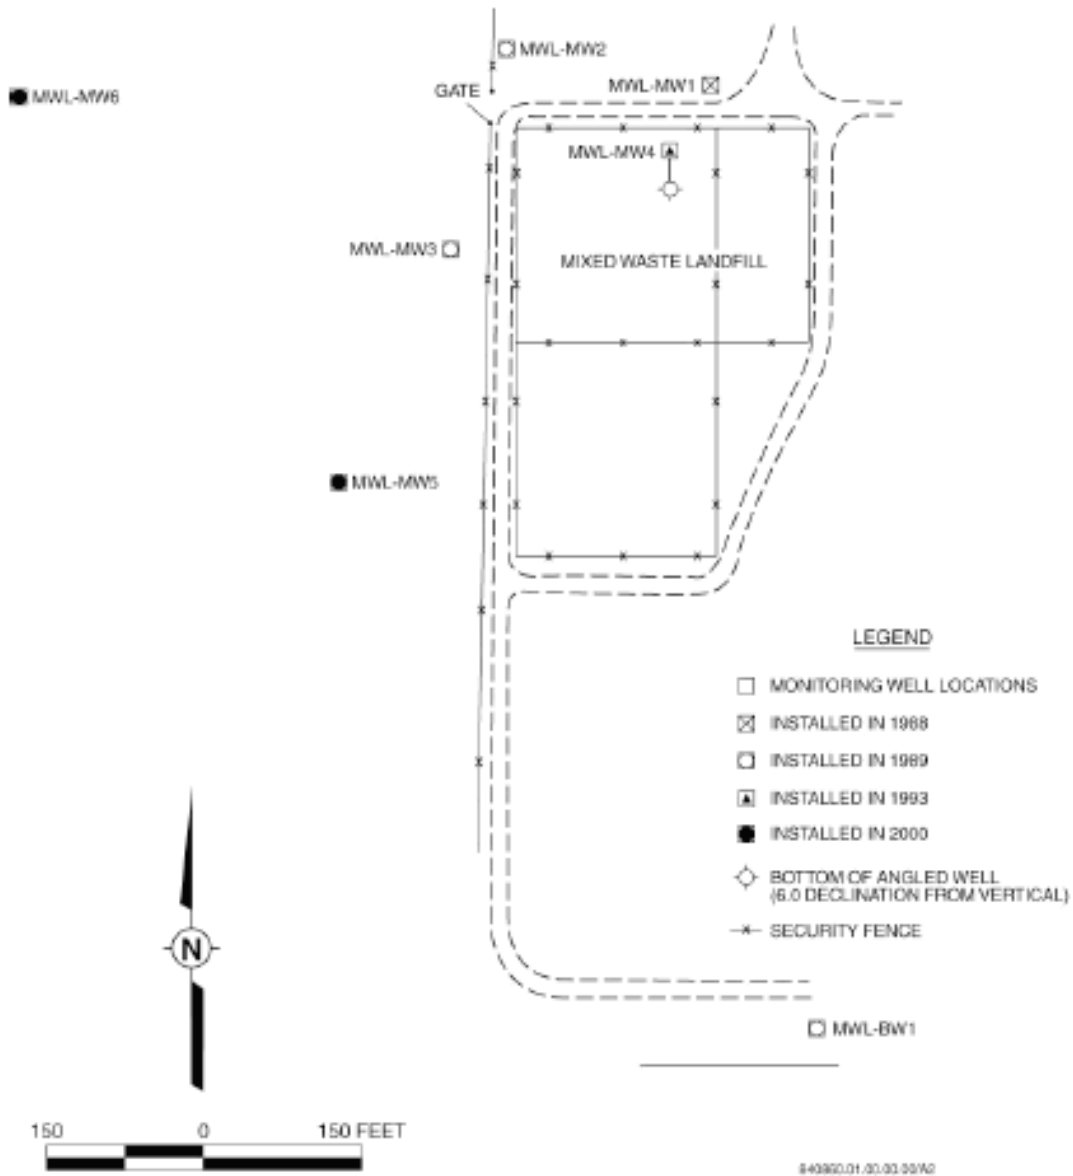 MWL-MW2
MWL-MW6
GATE
MWL-MW1
MWL-MW4
MWL-MW3
MIXED WASTE LANDFILL
MWL-MW5
LEGEND
MONITORING WELL LOCATIONS
INSTALLED IN 1988
INSTALLED IN 1989
INSTALLED IN 1993
INSTALLED IN 2000
BOTTOM OF ANGLED WELL
(6.0 DECLINATION FROM VERTICAL)
SECURITY FENCE
N
MWL-BW1
150 0 150 FEET